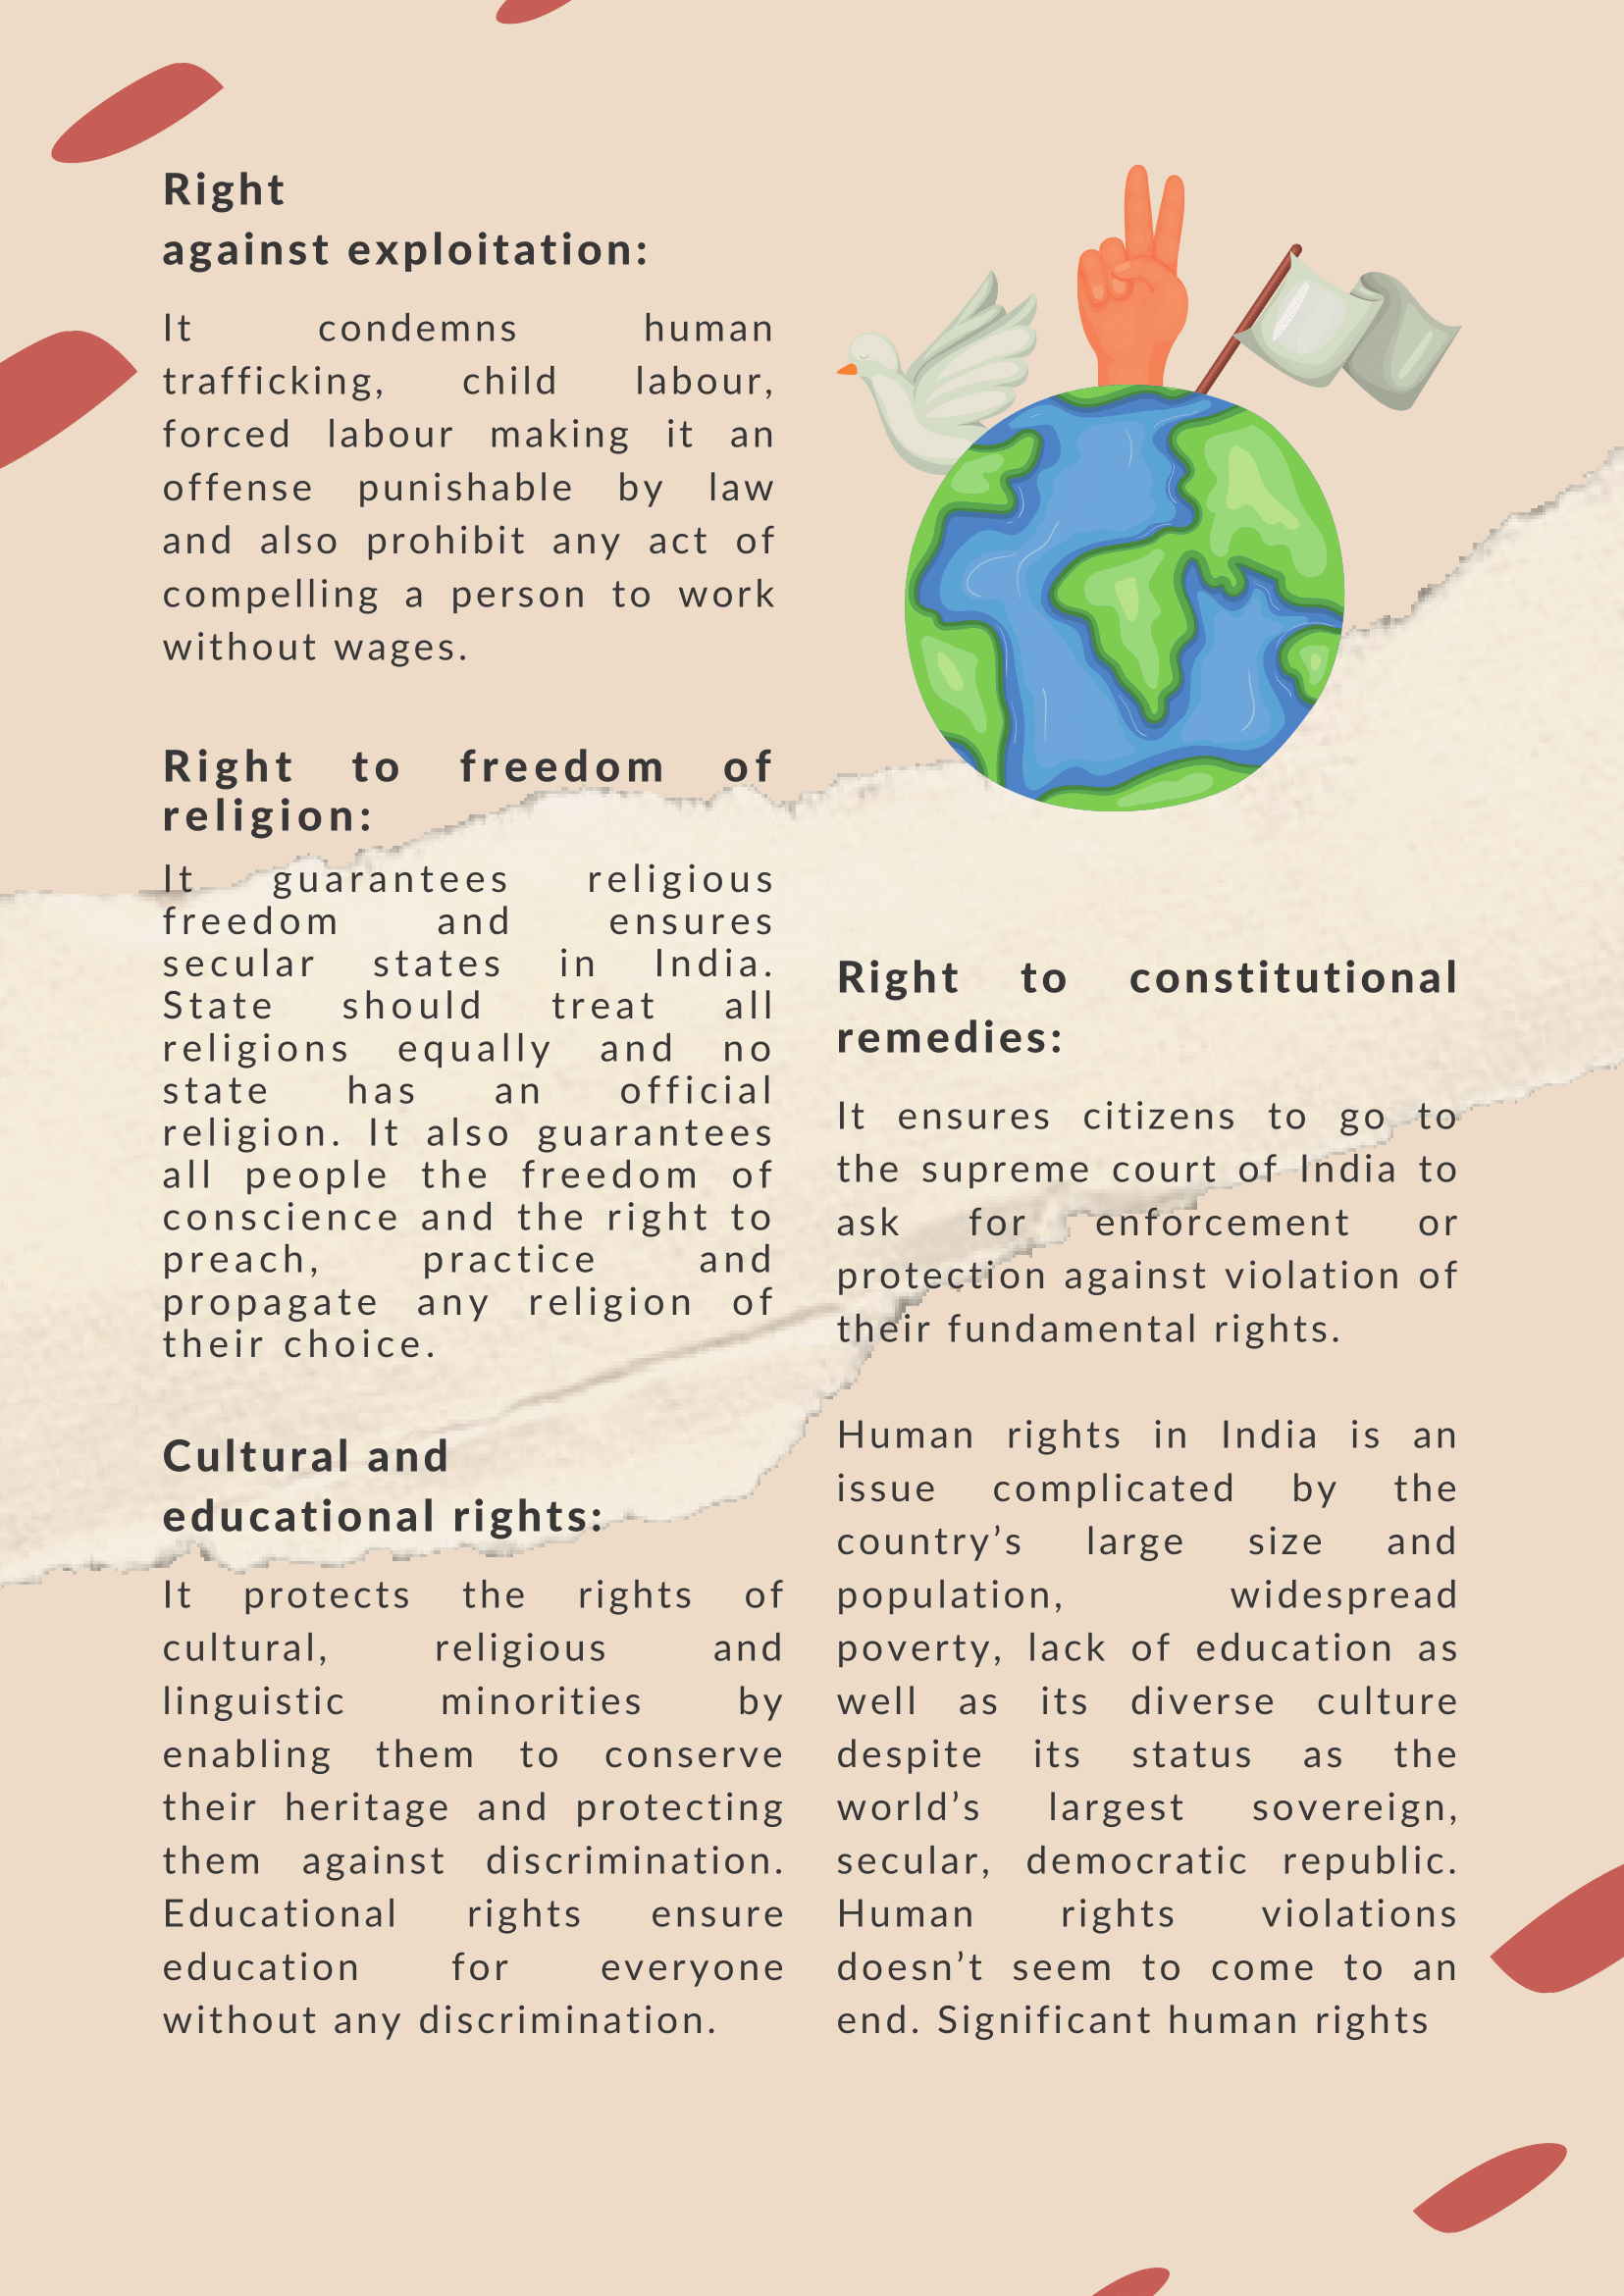 Right
against exploitation:
It condemns human
trafficking, child labour,
forced labour making it an
offense punishable by law
and also prohibit any act of
compelling a person to work
without wages.
Right to freedom of
religion:
It guarantees religious
freedom and ensures
secular states in India.
State should treat all
religions equally and no
state has an official
religion. It also guarantees
all people the freedom of
conscience and the right to
preach, practice and
propagate any religion of
their choice.
Cultural and
educational rights:
It protects the rights of
cultural, religious and
linguistic minorities by
enabling them to conserve
their heritage and protecting
them against discrimination.
Educational rights ensure
education for everyone
without any discrimination.
Right to constitutional
remedies:
It ensures citizens to go to
the supreme court of India to
ask for enforcement or
protection against violation of
their fundamental rights.
Human rights in India is an
issue complicated by the
country’s large size and
population, widespread
poverty, lack of education as
well as its diverse culture
despite its status as the
world’s largest sovereign,
secular, democratic republic.
Human rights violations
doesn’t seem to come to an
end. Significant human rights